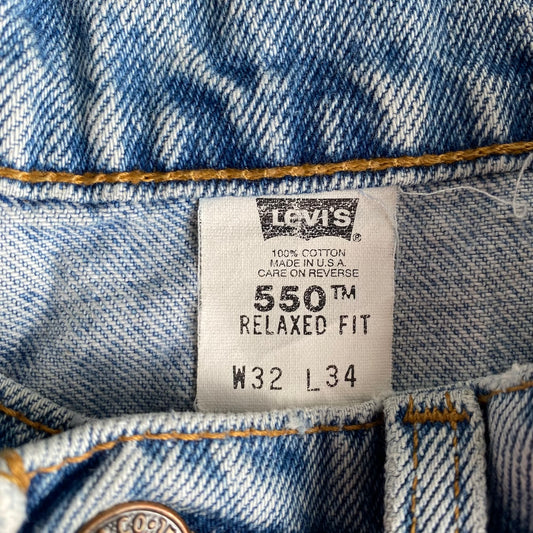 LEVI'S
®
100% COTTON
MADE IN U.S.A.
CARE ON REVERSE
550™
RELAXED FIT
W32 L34